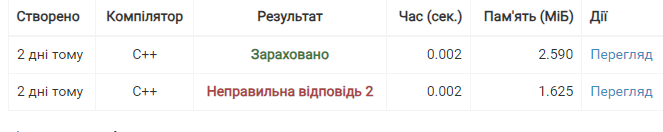 Створено Компілятор Результат Час (сек.) Пам'ять (МіБ) Дії
2 дні тому C++ Зараховано 0.002 2.590 Перегляд
2 дні тому C++ Неправильна відповідь 2 0.002 1.625 Перегляд